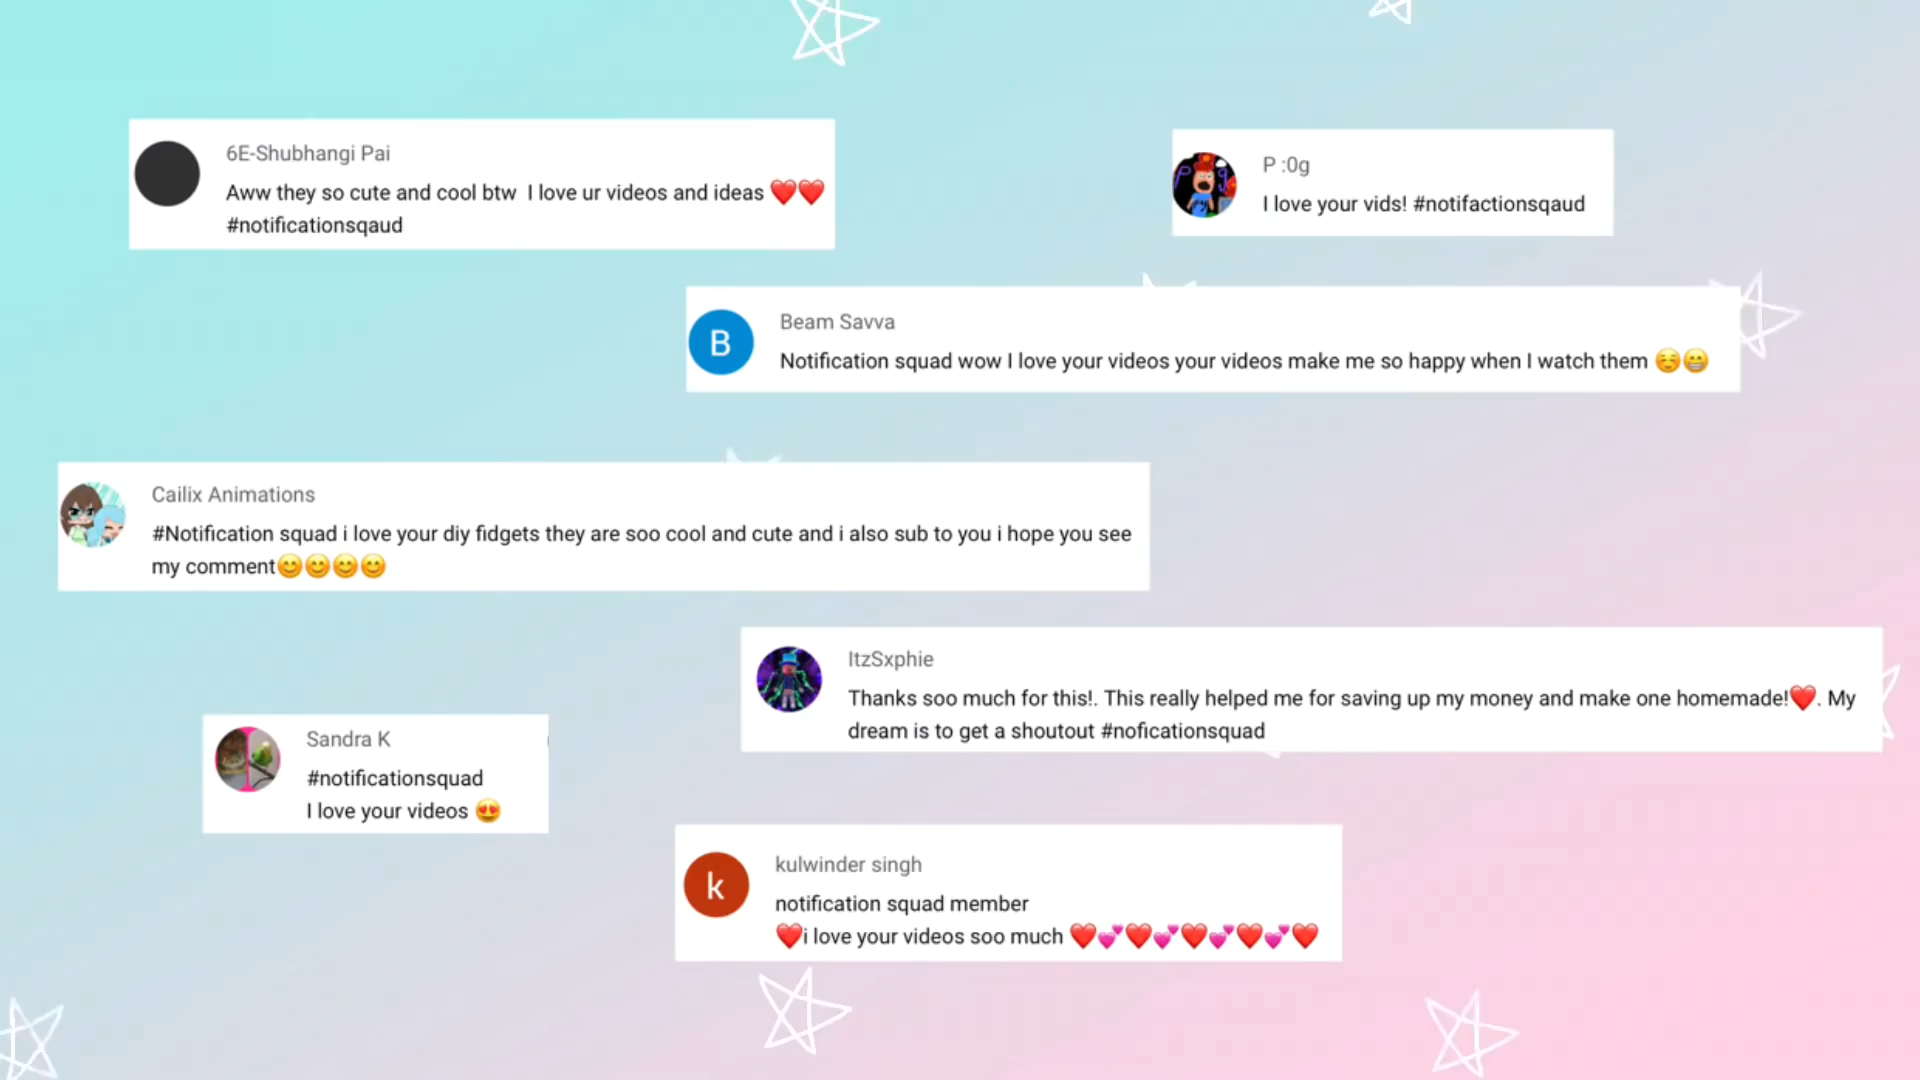 6E-Shubhangi Pai
Aww they so cute and cool btw  I love ur videos and ideas ❤️❤️
#notificationsqaud
P :0g
I love your vids! #notifactionsqaud
B
Beam Savva
Notification squad wow I love your videos your videos make me so happy when I watch them ☺️😁
Cailix Animations
#Notification squad i love your diy fidgets they are soo cool and cute and i also sub to you i hope you see
my comment😊😊😊😊
ItzSxphie
Thanks soo much for this!. This really helped me for saving up my money and make one homemade!❤️. My
dream is to get a shoutout #noficationsquad
Sandra K
#notificationsquad
I love your videos 😍
k
kulwinder singh
notification squad member
❤️i love your videos soo much ❤️💕❤️💕❤️💕❤️💕❤️